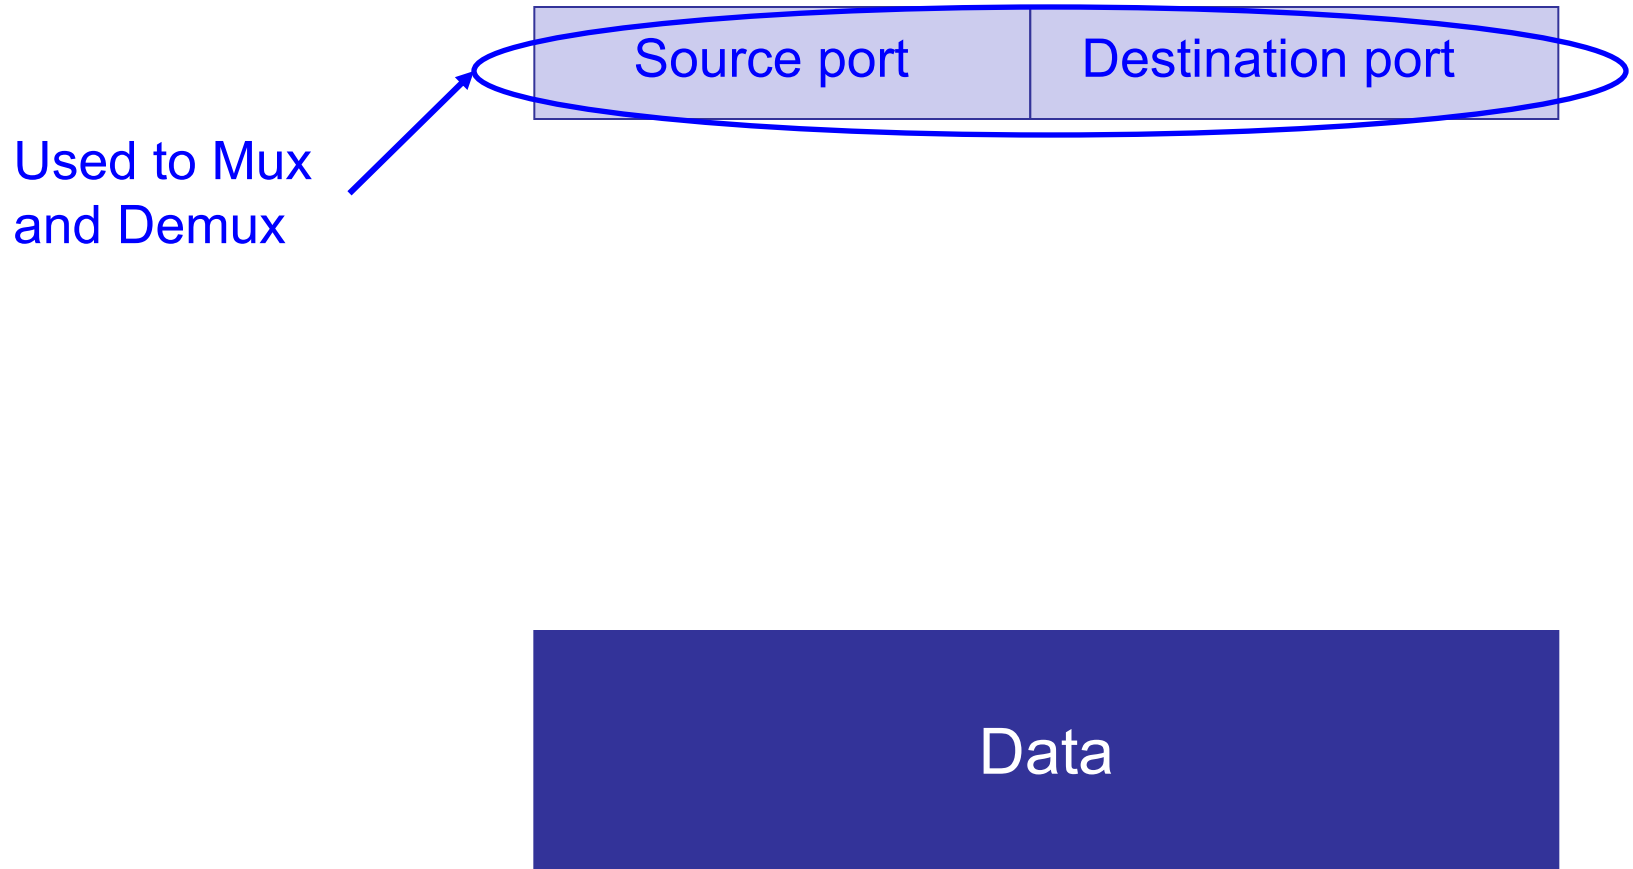 Source port
Destination port
Used to Mux
and Demux
Data